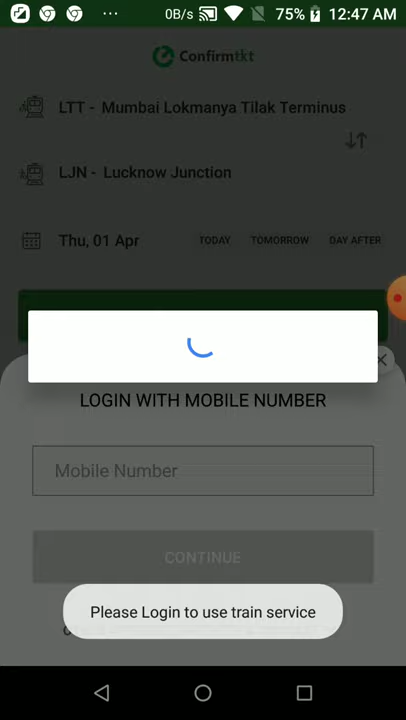 0B/s 75% 12:47 AM
Confirmtkt
LTT - Mumbai Lokmanya Tilak Terminus
LJN - Lucknow Junction
Thu, 01 Apr TODAY TOMORROW DAY AFTER
LOGIN WITH MOBILE NUMBER
Mobile Number
CONTINUE
Please Login to use train service